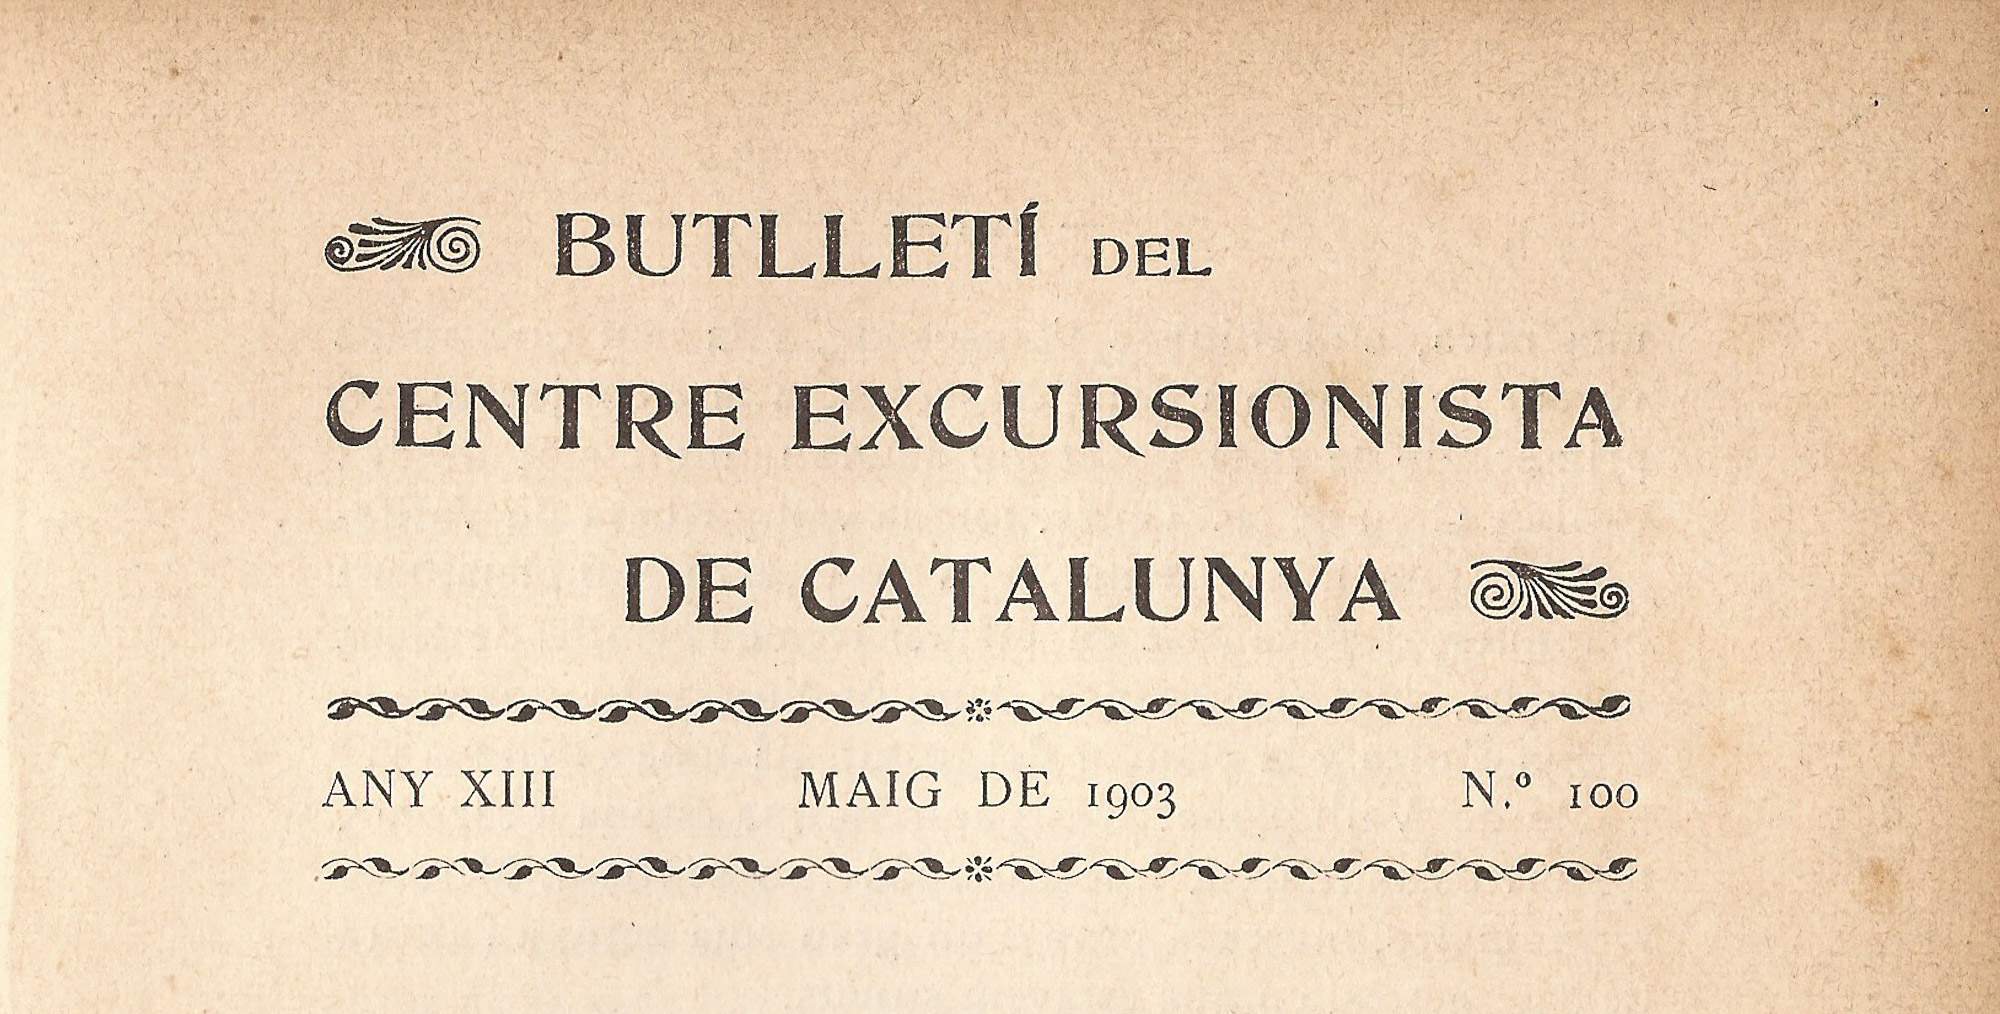 BUTLLETÍ DEL
CENTRE EXCURSIONISTA
DE CATALUNYA
ANY XIII MAIG DE 1903 N.º 100